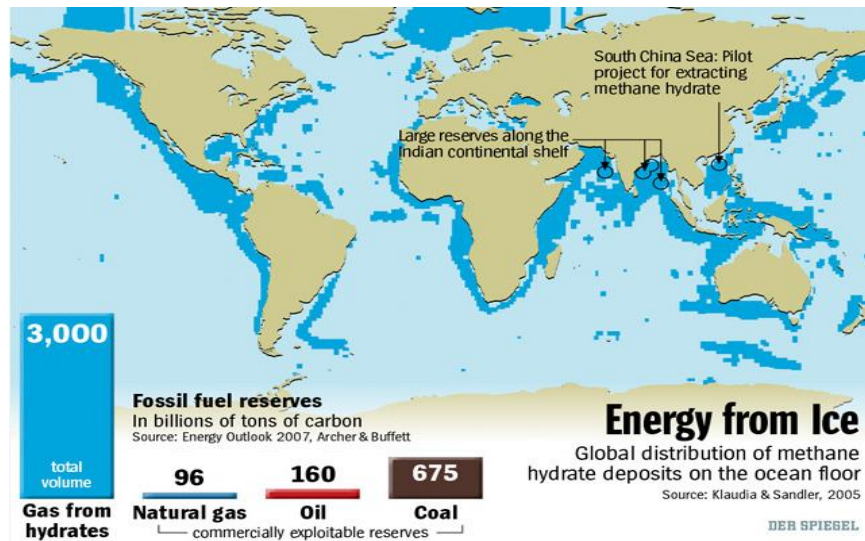 South China Sea: Pilot
project for extracting
methane hydrate
Large reserves along the
Indian continental shelf
3,000
total
volume
Gas from
hydrates
Fossil fuel reserves
In billions of tons of carbon
Source: Energy Outlook 2007, Archer & Buffett
96
Natural gas
160
Oil
675
Coal
commercially exploitable reserves
Energy from Ice
Global distribution of methane
hydrate deposits on the ocean floor
Source: Klaudia & Sandler, 2005
DER SPIEGEL